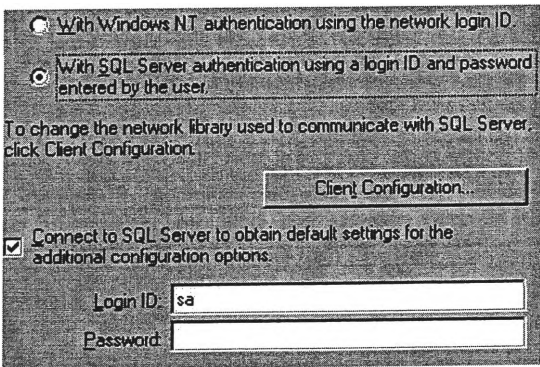 With Windows NT authentication using the network login ID.
With SQL Server authentication using a login ID and password
entered by the user.
To change the network library used to communicate with SQL Server,
click Client Configuration.
Client Configuration...
Connect to SQL Server to obtain default settings for the
additional configuration options.
Login ID: sa
Password: